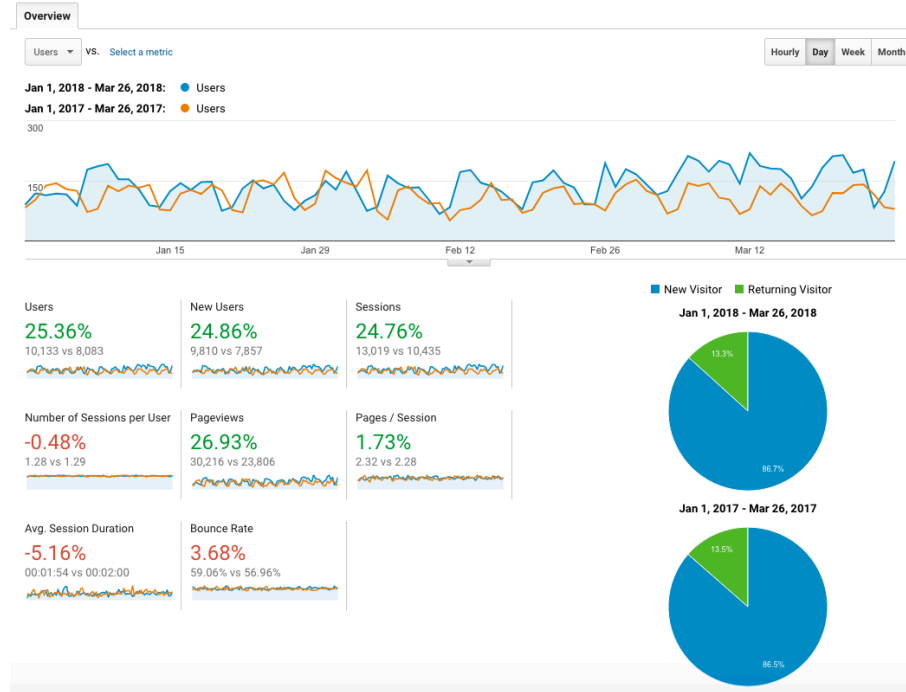 Overview
Users VS. Select a metric
Hourly Day Week Month
Jan 1, 2018 - Mar 26, 2018: Users
Jan 1, 2017 - Mar 26, 2017: Users
300
150
Jan 15 Jan 29 Feb 12 Feb 26 Mar 12
New Visitor Returning Visitor
Users
25.36%
10,133 vs 8,083
New Users
24.86%
9,810 vs 7,857
Sessions
24.76%
13,019 vs 10,435
Number of Sessions per User
-0.48%
1.28 vs 1.29
Pageviews
26.93%
30,216 vs 23,806
Pages / Session
1.73%
2.32 vs 2.28
Avg. Session Duration
-5.16%
00:01:54 vs 00:02:00
Bounce Rate
3.68%
59.06% vs 56.96%
Jan 1, 2018 - Mar 26, 2018
13.3%
86.7%
Jan 1, 2017 - Mar 26, 2017
13.5%
86.5%